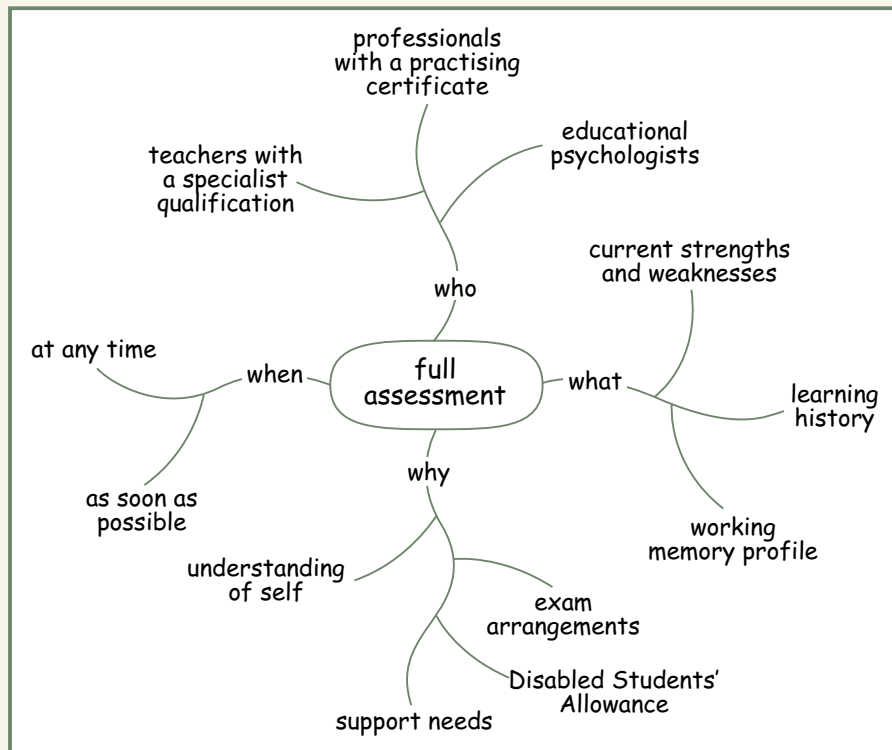 professionals
with a practising
certificate
educational
psychologists
teachers with
a specialist
qualification
who
current strengths
and weaknesses
at any time
when
full
assessment
what
learning
history
why
as soon as
possible
working
memory profile
understanding
of self
exam
arrangements
Disabled Students’
Allowance
support needs